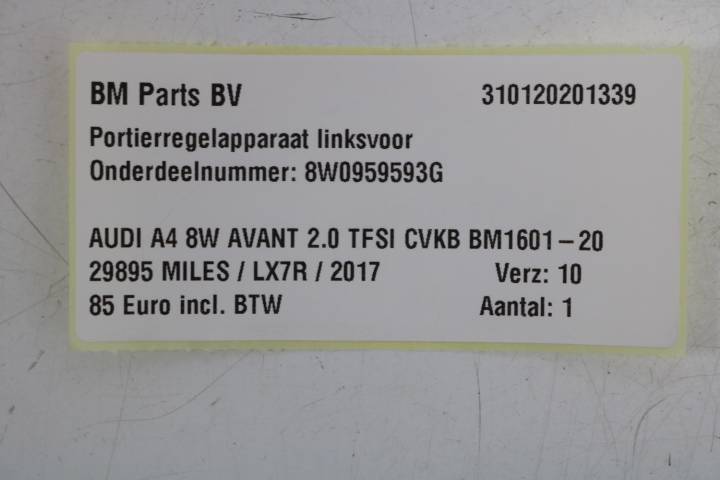 BM Parts BV 310120201339
Portierregelapparaat linksvoor
Onderdeelnummer: 8W0959593G
AUDI A4 8W AVANT 2.0 TFSI CVKB BM1601-20
29895 MILES / LX7R / 2017 Verz: 10
85 Euro incl. BTW Aantal: 1